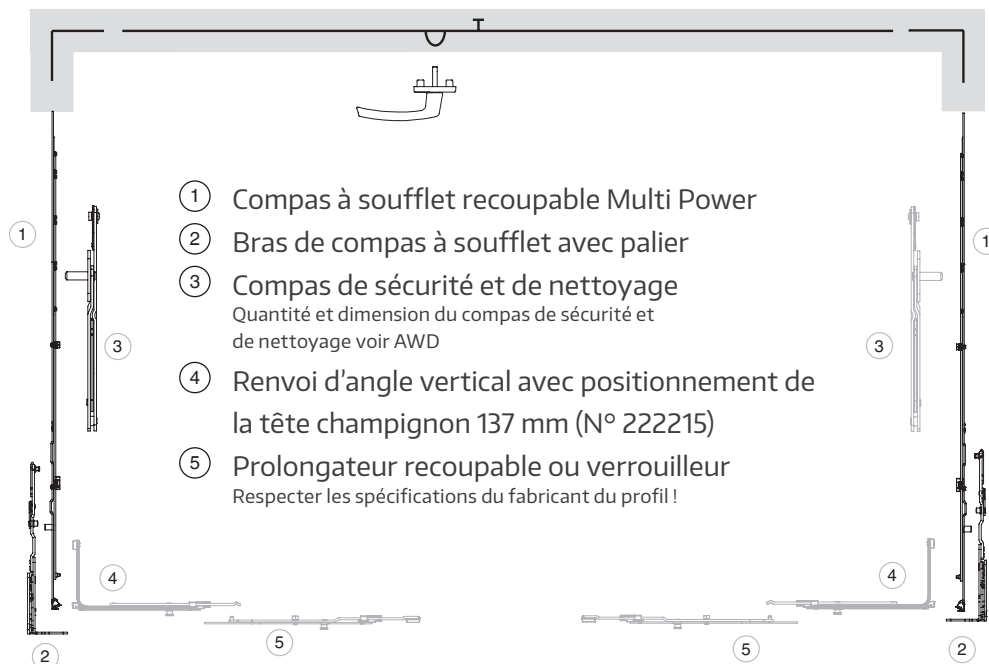 ① Compas à soufflet recoupable Multi Power
② Bras de compas à soufflet avec palier
③ Compas de sécurité et de nettoyage
Quantité et dimension du compas de sécurité et
de nettoyage voir AWD
④ Renvoi d'angle vertical avec positionnement de
la tête champignon 137 mm (N° 222215)
⑤ Prolongateur recoupable ou verrouilleur
Respecter les spécifications du fabricant du profil !
①
①
③
③
④
④
⑤
⑤
②
②